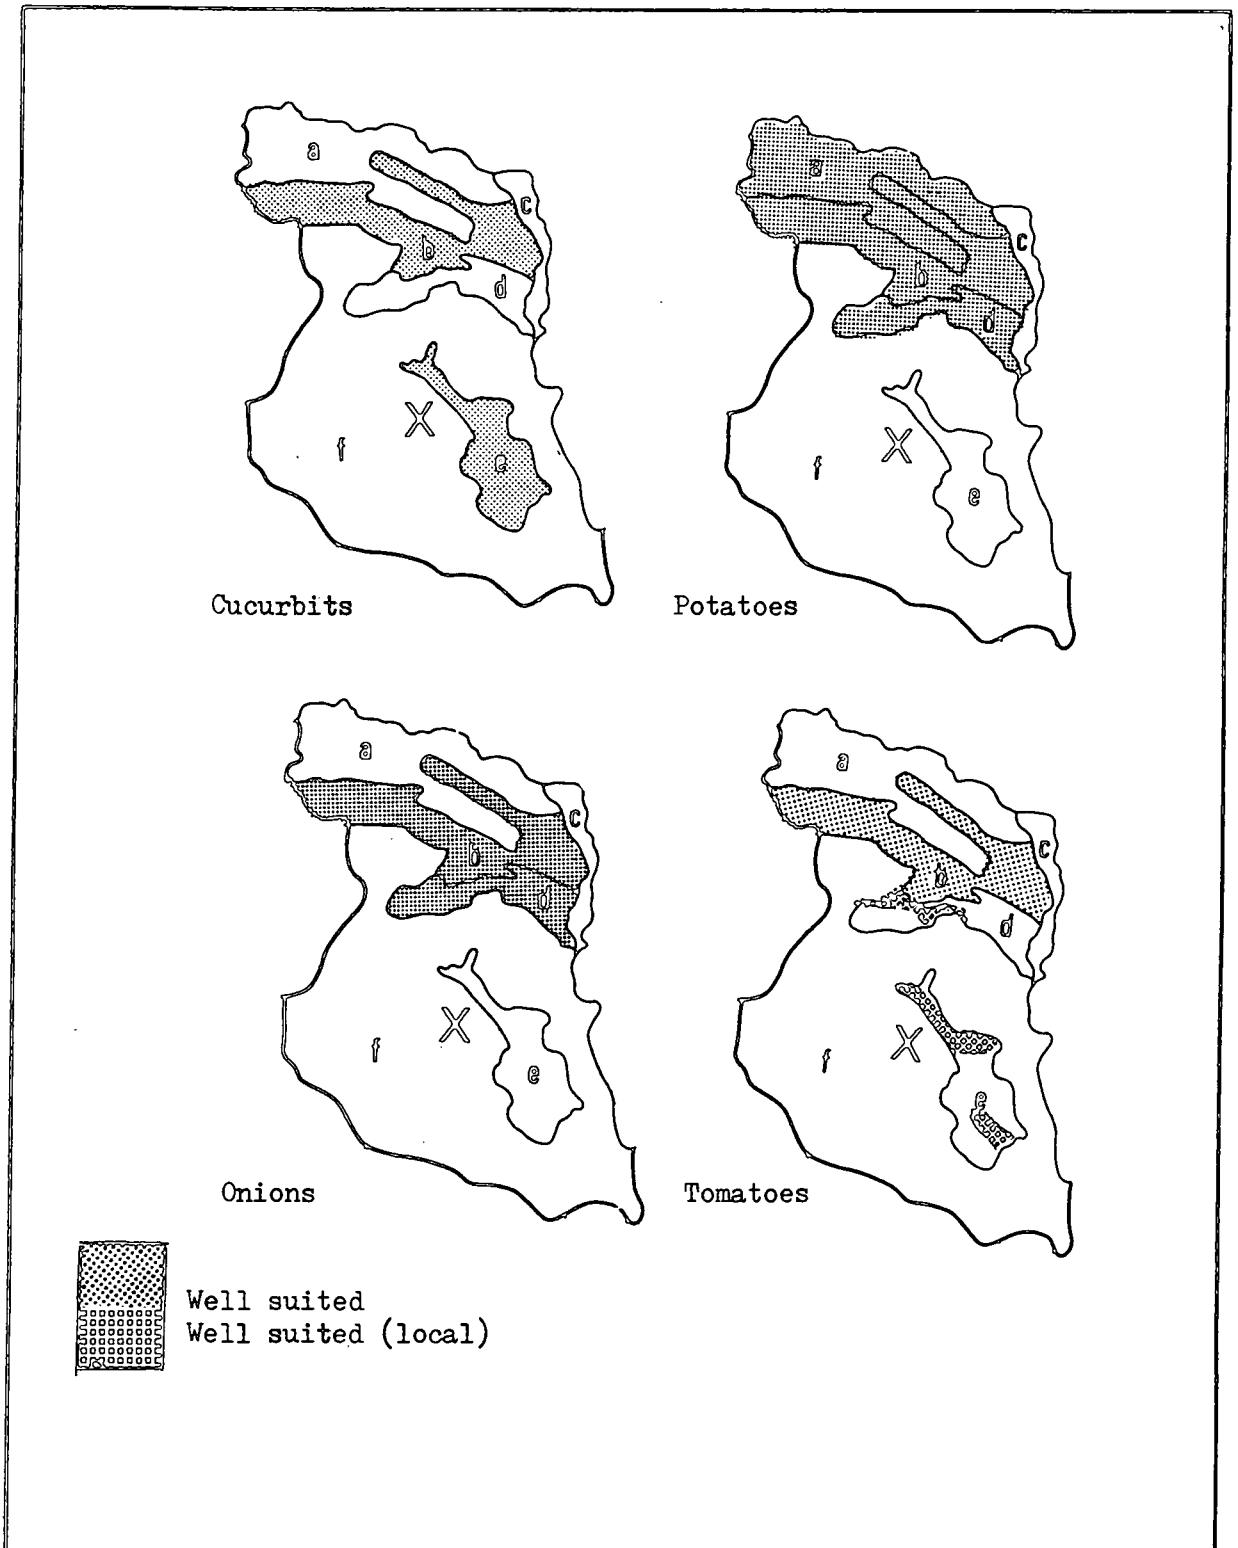 a
c
b
d
X
e
f
Cucurbits
a
c
b
d
X
f
e
Potatoes
a
c
b
d
X
f
e
Onions
a
c
b
d
X
f
e
Tomatoes
Well suited
Well suited (local)